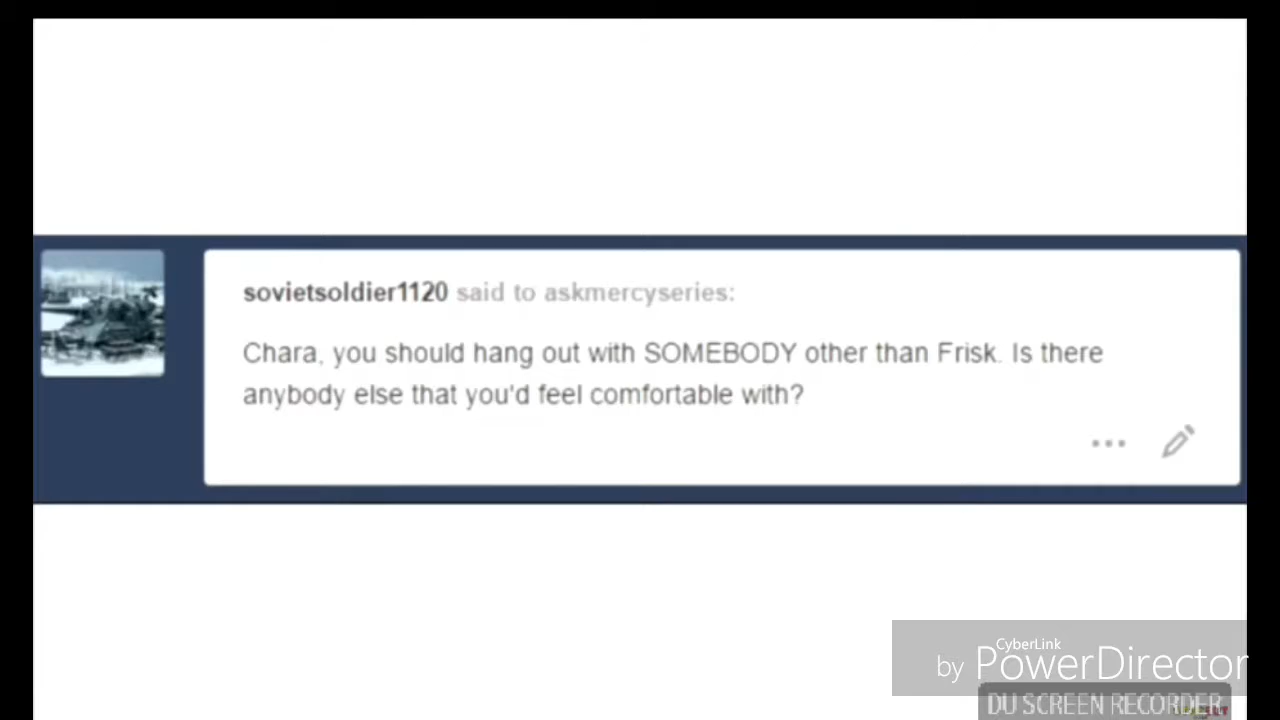 sovietsoldier1120 said to askmercyseries:
Chara, you should hang out with SOMEBODY other than Frisk. Is there
anybody else that you'd feel comfortable with?
CyberLink
by PowerDirector
DU SCREEN RECORDER